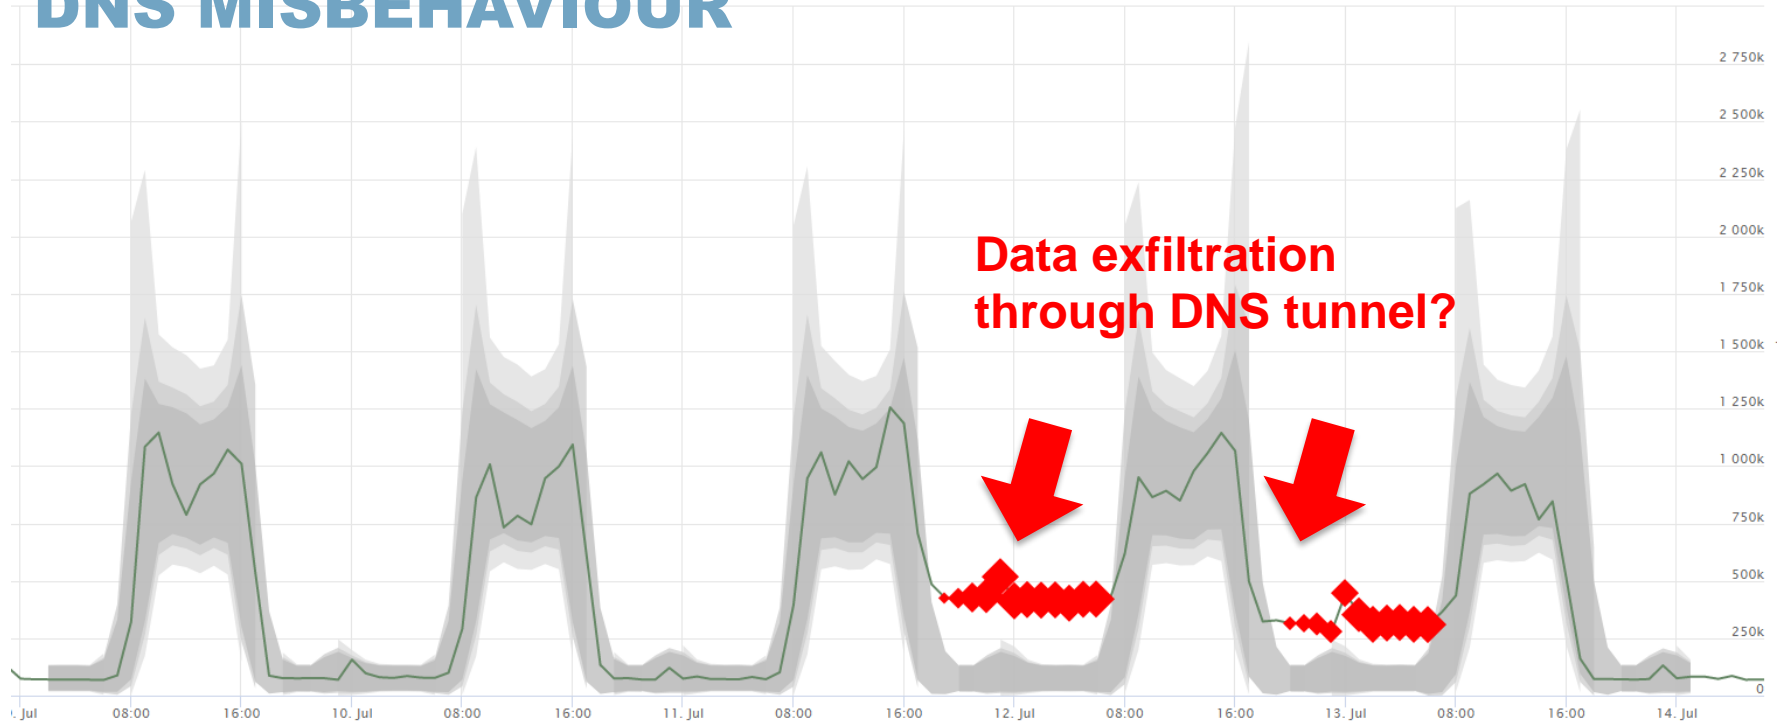 DNS MISBEHAVIOUR
2 750k
2 500k
2 250k
2 000k
Data exfiltration
through DNS tunnel?
1 750k
1 500k
1 250k
1 000k
750k
500k
250k
0
. Jul 08:00 16:00 10. Jul 08:00 16:00 11. Jul 08:00 16:00 12. Jul 08:00 16:00 13. Jul 08:00 16:00 14. Jul